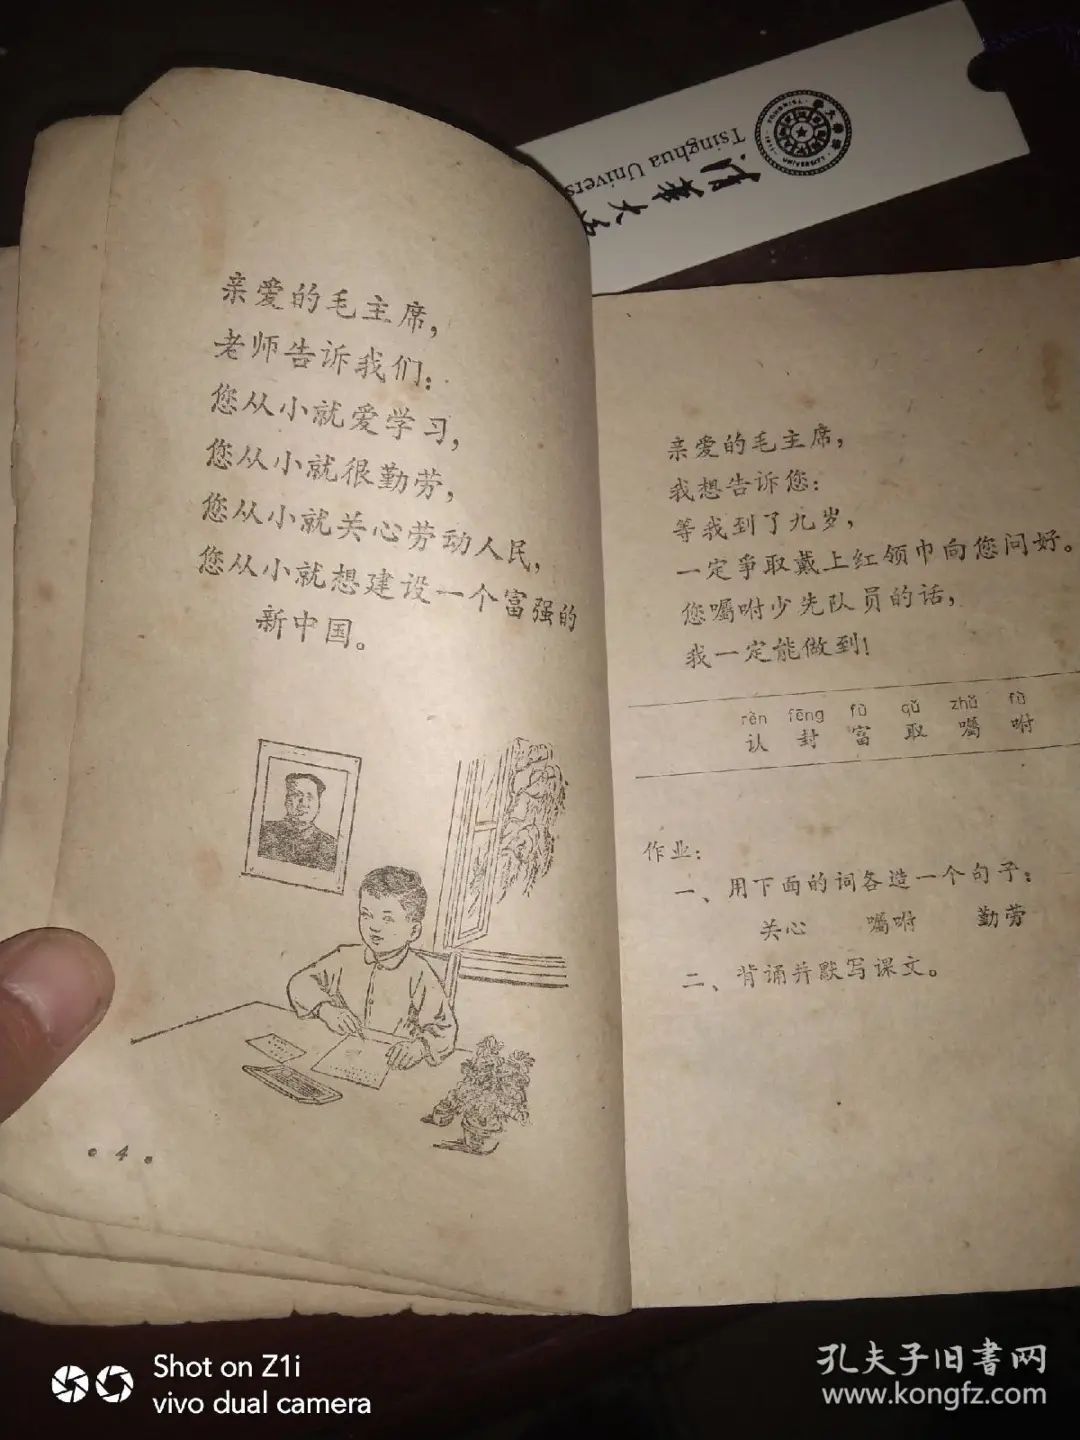 亲爱的毛主席，
老师告诉我们：
您从小就爱学习，
您从小就很勤劳，
您从小就关心劳动人民，
您从小就想建设一个富强的
新中国。
• 4 •
亲爱的毛主席，
我想告诉您：
等我到了九岁，
一定争取戴上红领巾向您问好。
您嘱咐少先队员的话，
我一定能做到！
rèn fēng fù qǔ zhǔ fù
认 封 富 取 嘱 咐
作业：
一、用下面的词各造一个句子：
关心 嘱咐 勤劳
二、背诵并默写课文。
清华大
Tsinghua Univers
Shot on Z1i
vivo dual camera
孔夫子旧書网
www.kongfz.com